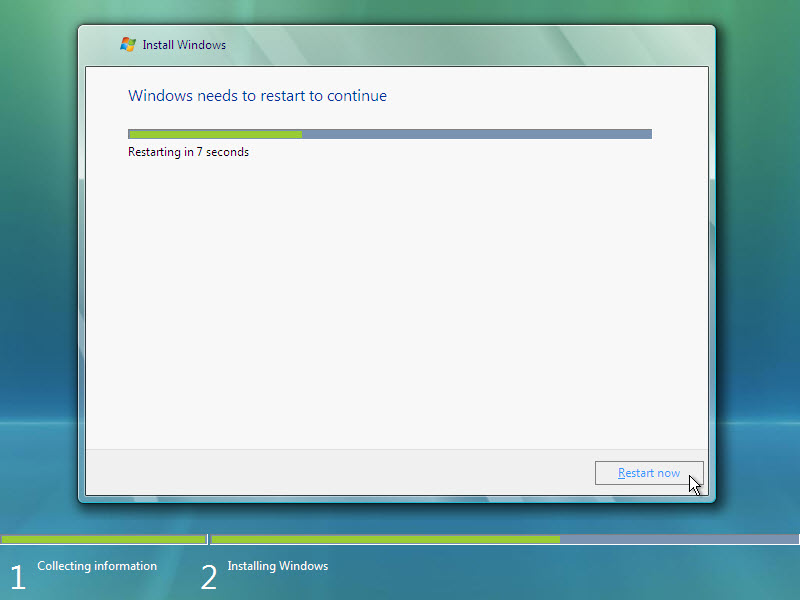 Install Windows
Windows needs to restart to continue
Restarting in 7 seconds
Restart now
1 Collecting information
2 Installing Windows